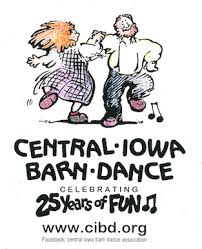 CENTRAL·IOWA
BARN·DANCE
CELEBRATING
25 Years of FUN♫
www.cibd.org
Facebook: central iowa barn dance association